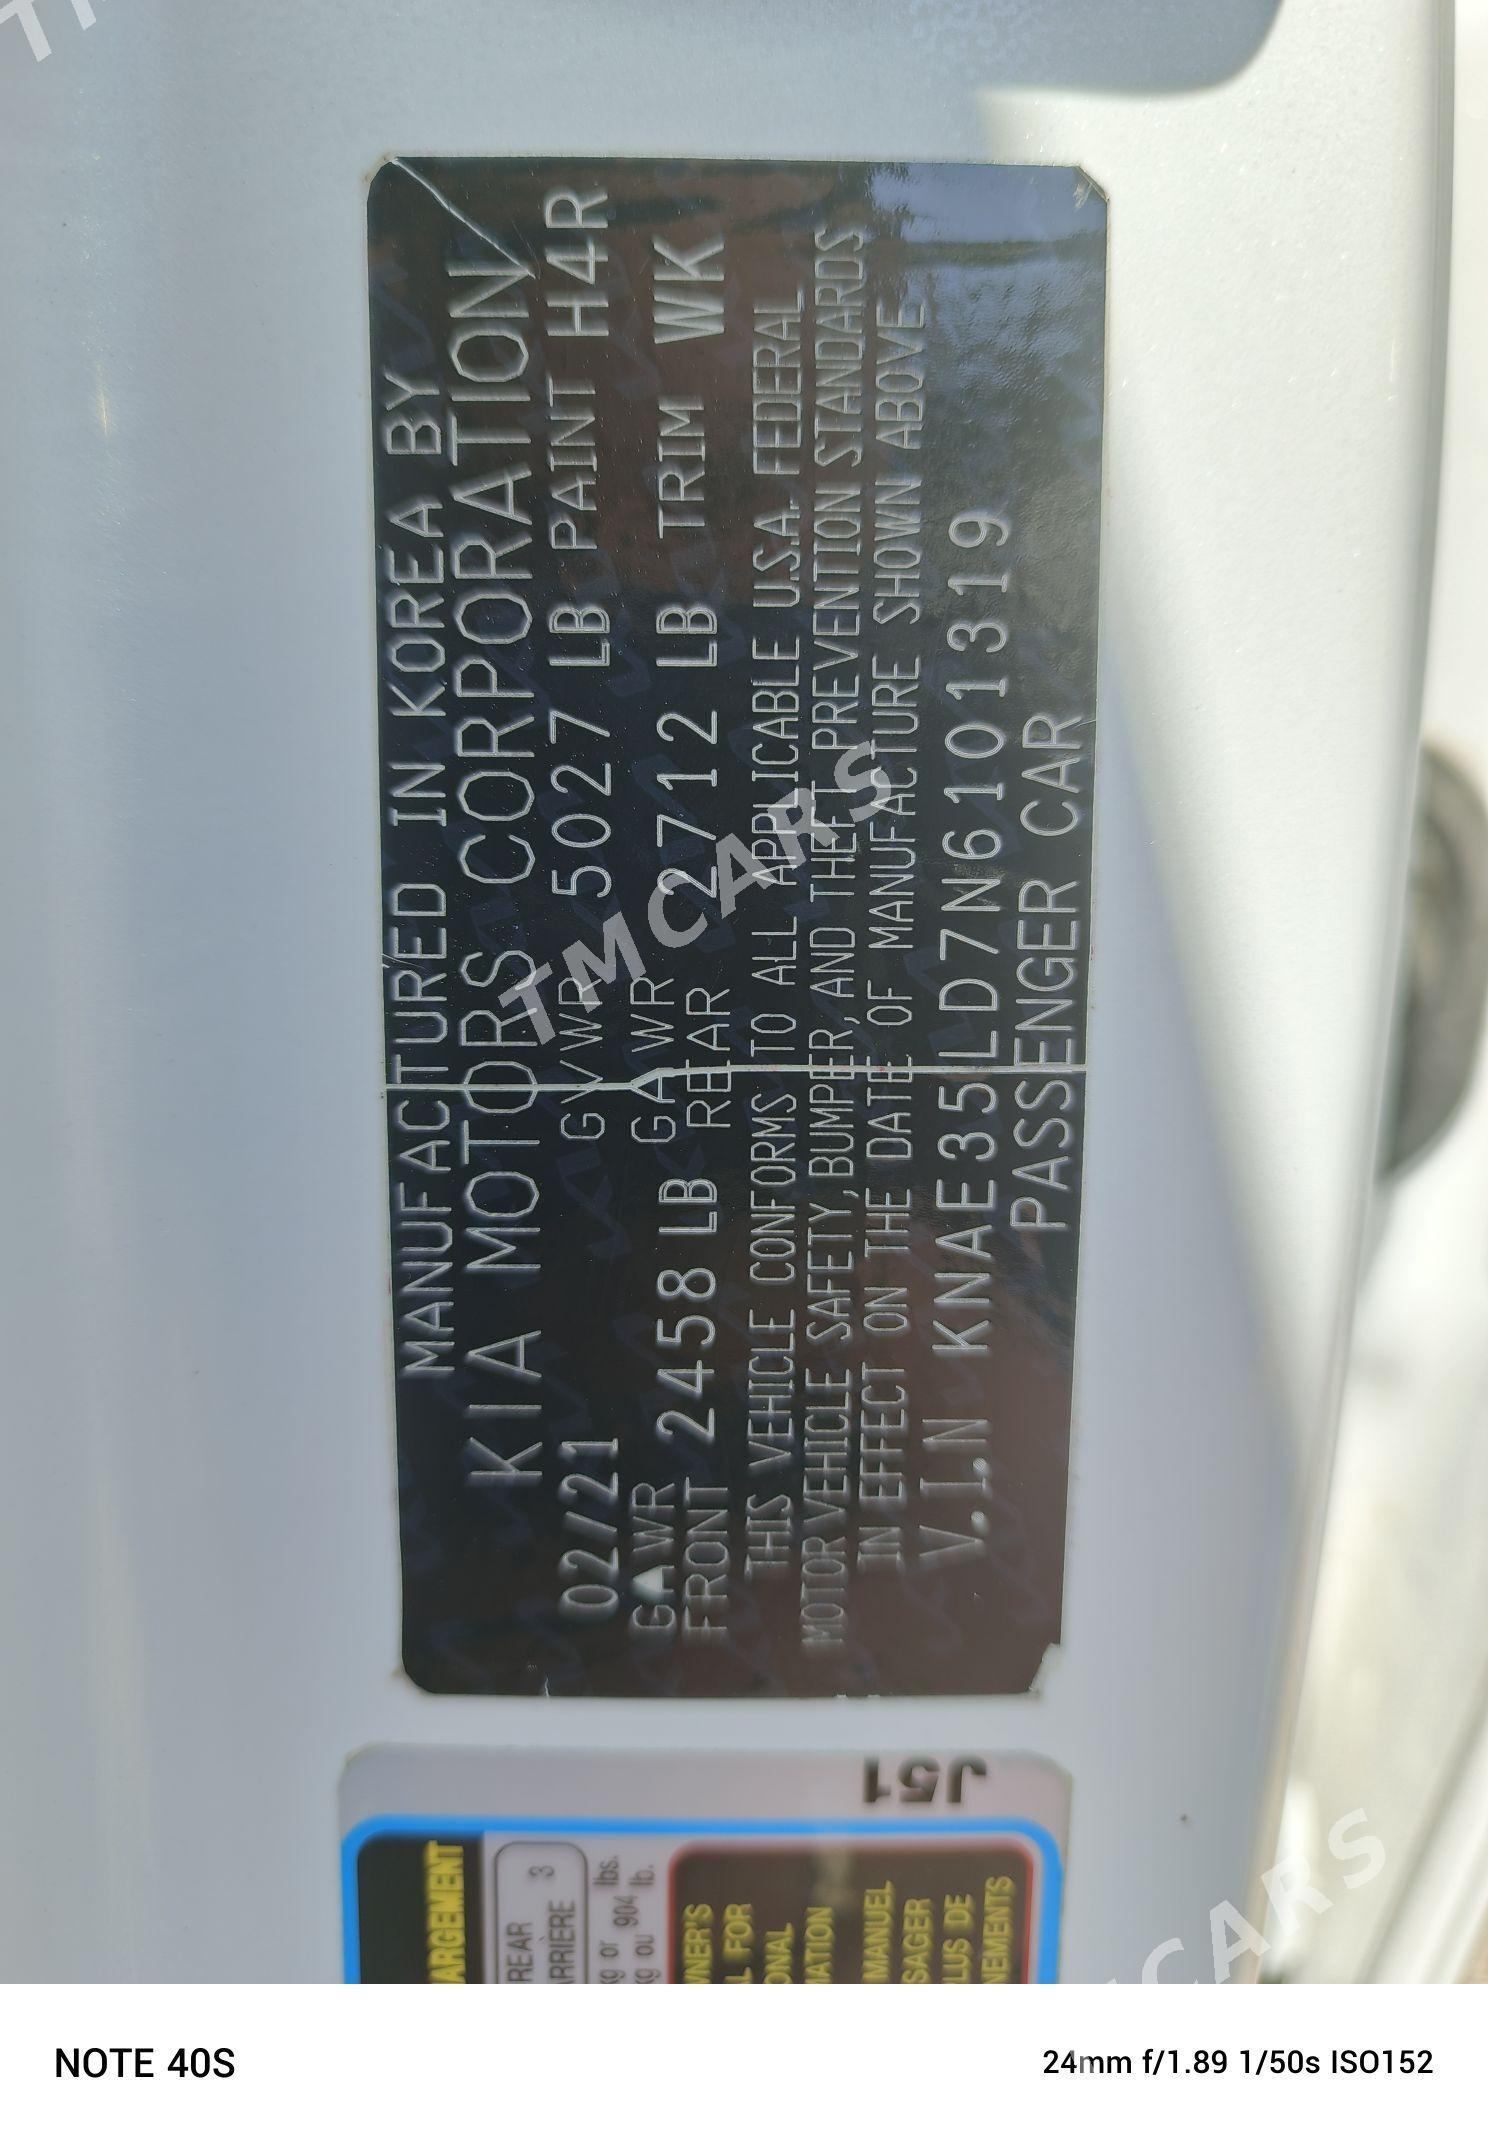 MANUFACTURED IN KOREA BY
KIA MOTORS CORPORATION
02/21 GVWR 5027 LB PAINT H4R
GAWR FRONT 2458 LB GAWR REAR 2712 LB TRIM WK
THIS VEHICLE CONFORMS TO ALL APPLICABLE U.S.A. FEDERAL
MOTOR VEHICLE SAFETY, BUMPER, AND THEFT PREVENTION STANDARDS
IN EFFECT ON THE DATE OF MANUFACTURE SHOWN ABOVE
V.I.N KNAE35LD7N6101319
PASSENGER CAR
TMCARS
J51
REAR
ARRIÈRE 3
kg or lbs.
kg ou 904 lb.
MANUEL
NOTE 40S
24mm f/1.89 1/50s ISO152